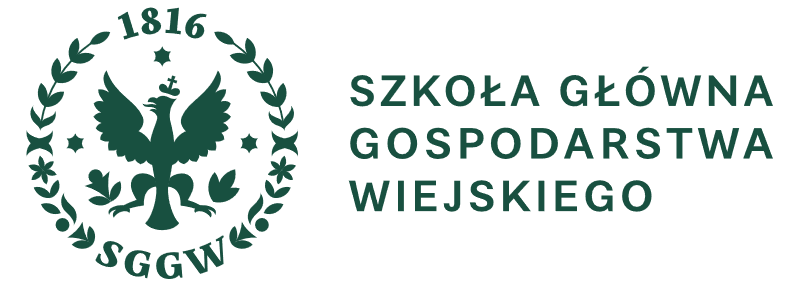 1816
SGGW
SZKOŁA GŁÓWNA
GOSPODARSTWA
WIEJSKIEGO